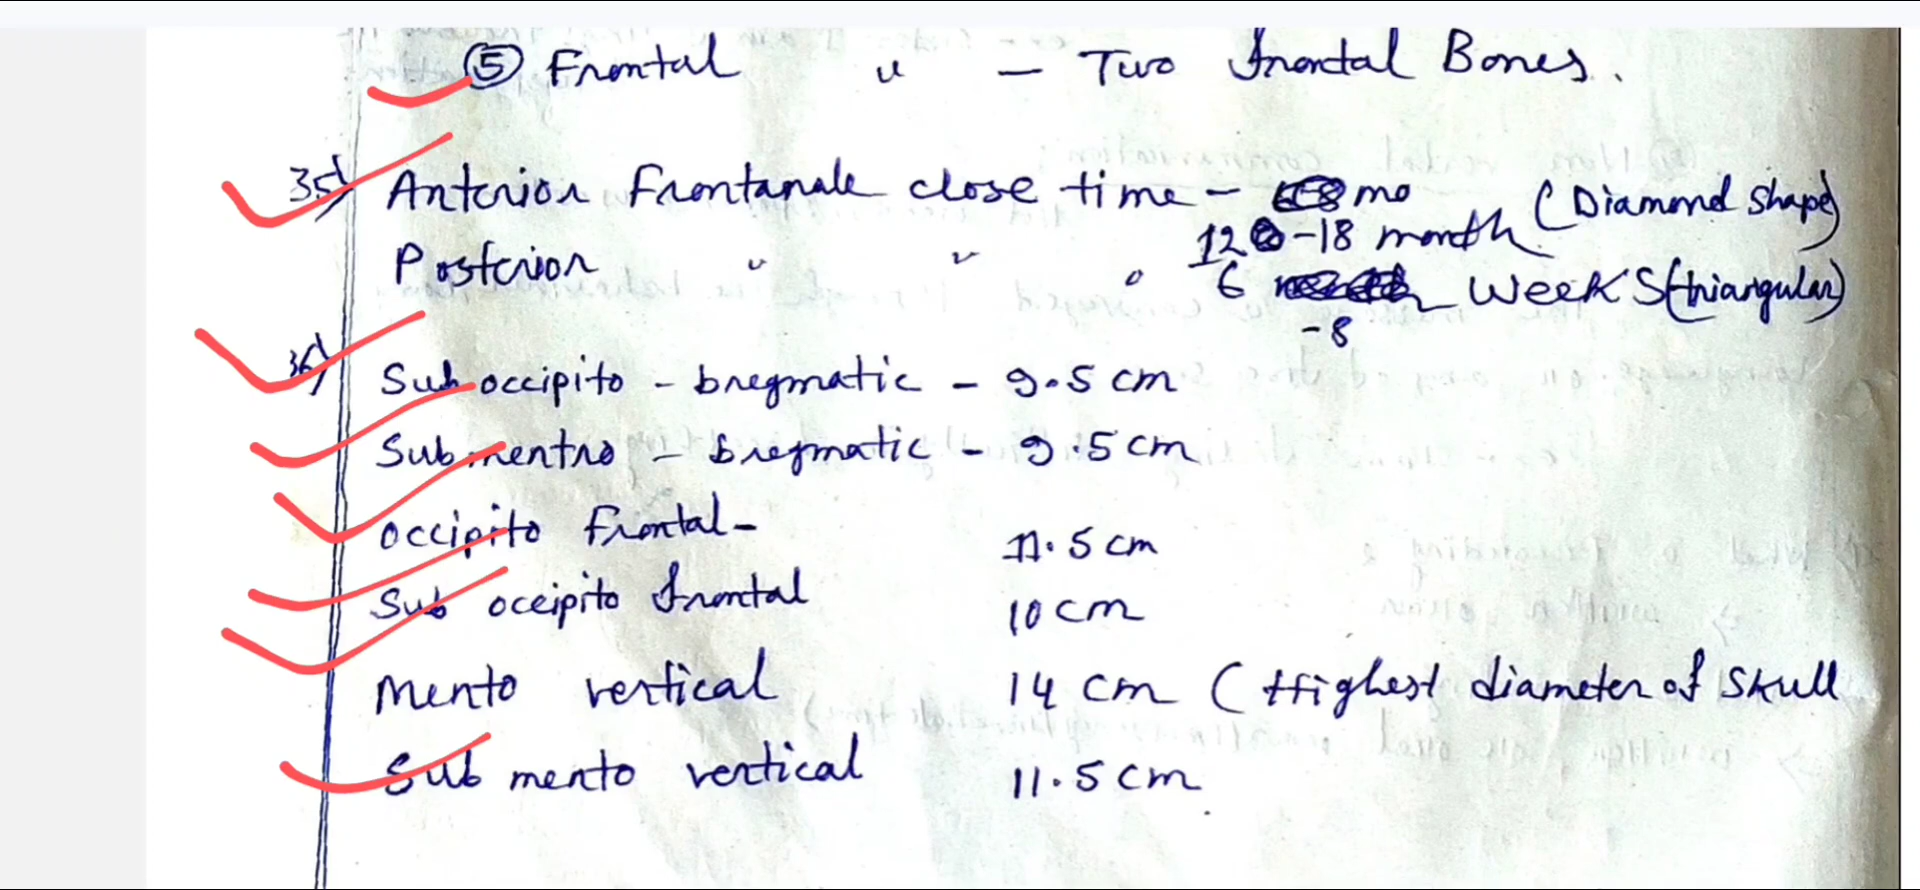 ⑤ Frontal " — Two frontal Bones.
35) Anterior Frontanale close time - mo (Diamond shape)
12 -18 month
Posterior " " " 6 Weeks (triangular)
-8
36) Sub occipito - bregmatic - 9.5 cm
Sub mentro - bregmatic - 9.5 cm
Occipito frontal - 11.5 cm
Sub occipito frontal 10 cm
Mento vertical 14 cm (Highest diameter of skull
Sub mento vertical 11.5 cm